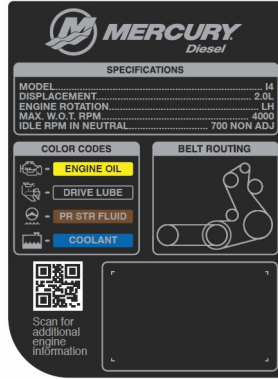 MERCURY
Diesel
SPECIFICATIONS
MODEL I4
DISPLACEMENT 2.0L
ENGINE ROTATION LH
MAX. W.O.T. RPM 4000
IDLE RPM IN NEUTRAL 700 NON ADJ
COLOR CODES
- ENGINE OIL
- DRIVE LUBE
- PR STR FLUID
- COOLANT
BELT ROUTING
Scan for
additional
engine
information